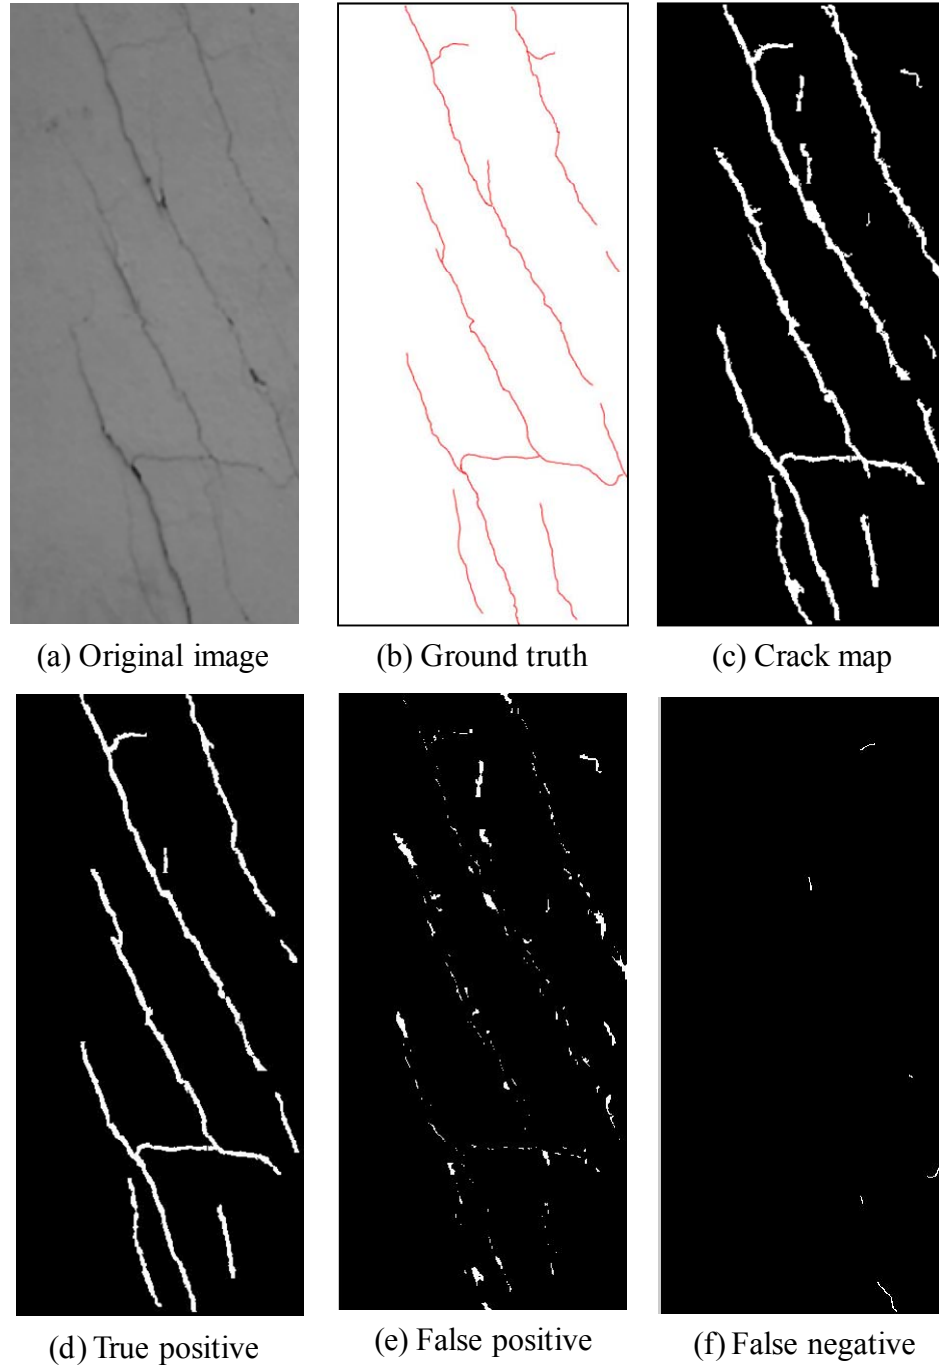 (a) Original image
(b) Ground truth
(c) Crack map
(d) True positive
(e) False positive
(f) False negative